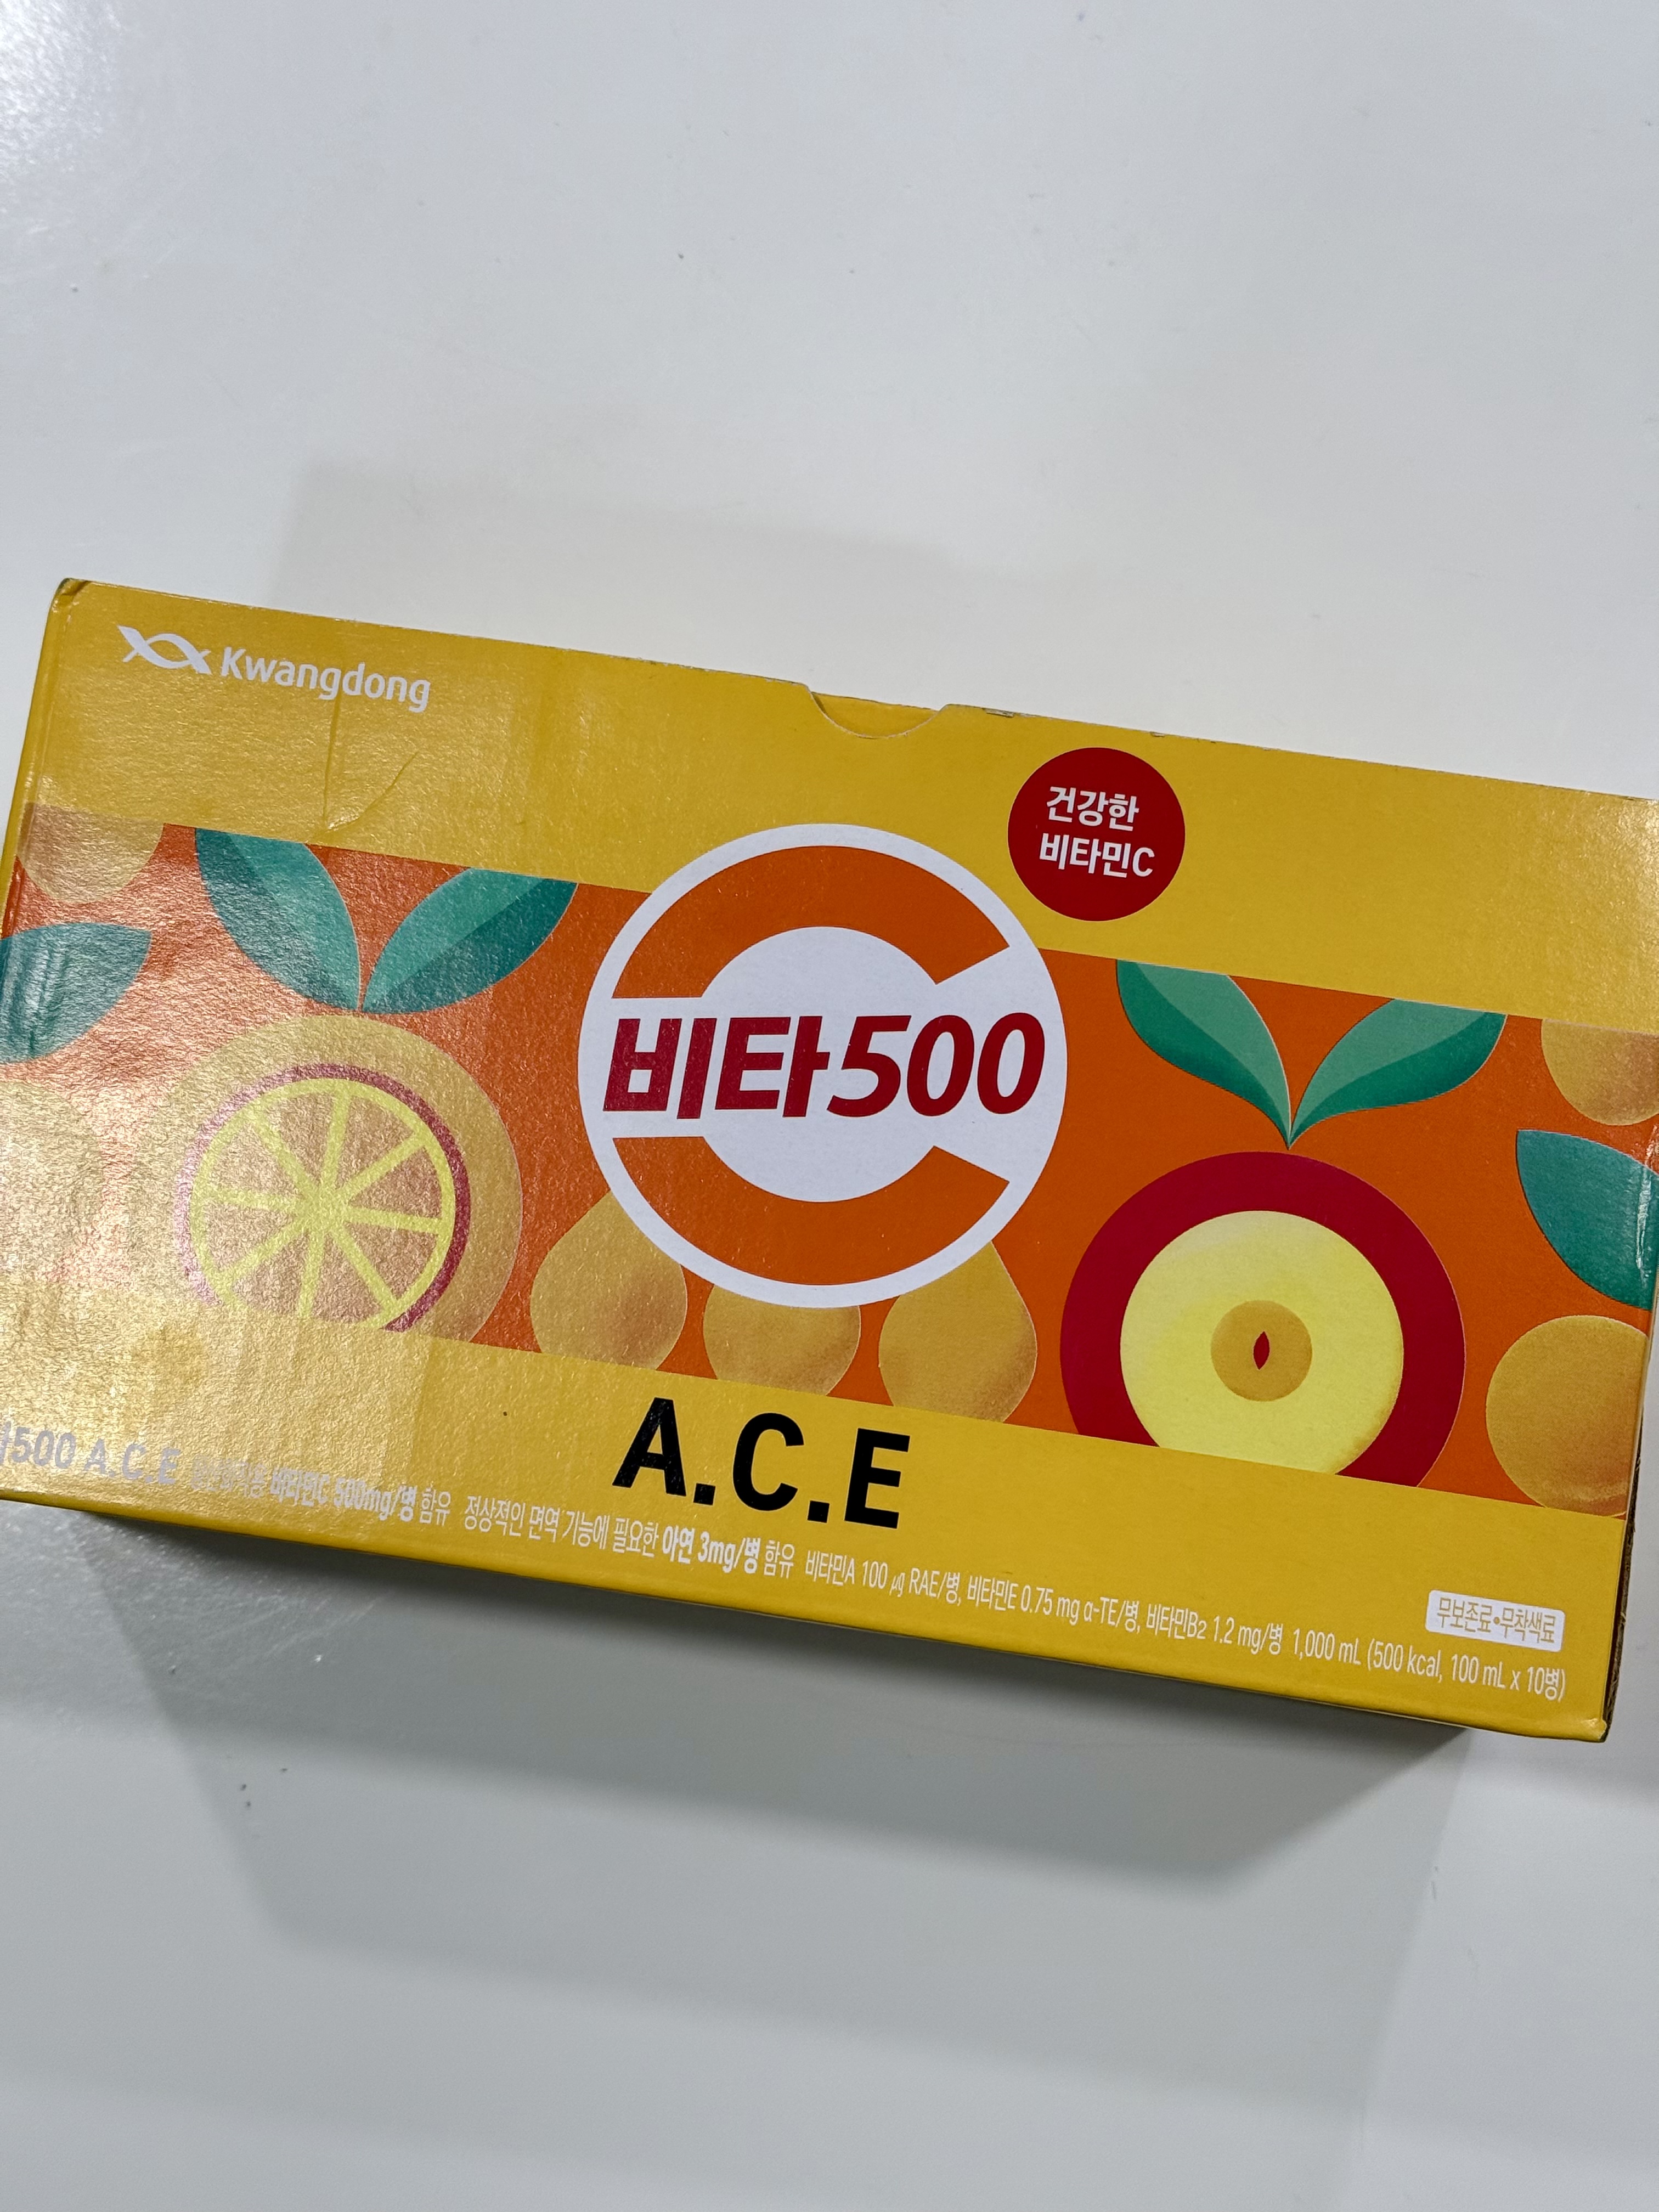 Kwangdong
건강한
비타민C
비타500
A.C.E
500 A.C.E 비타민C 500mg/병 함유 정상적인 면역 기능에 필요한 아연 3mg/병 함유 비타민A 100 ㎍ RAE/병, 비타민E 0.75 mg α-TE/병, 비타민B2 1.2 mg/병 1,000 mL (500 kcal, 100 mL x 10병)
무보존료•무착색료